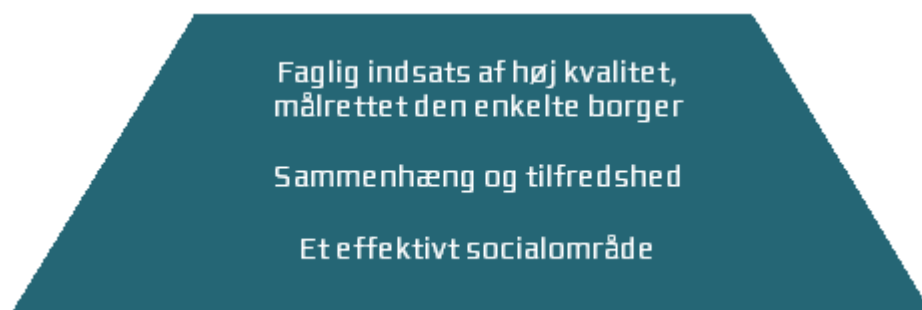 Faglig indsats af høj kvalitet,
målrettet den enkelte borger
Sammenhæng og tilfredshed
Et effektivt socialområde